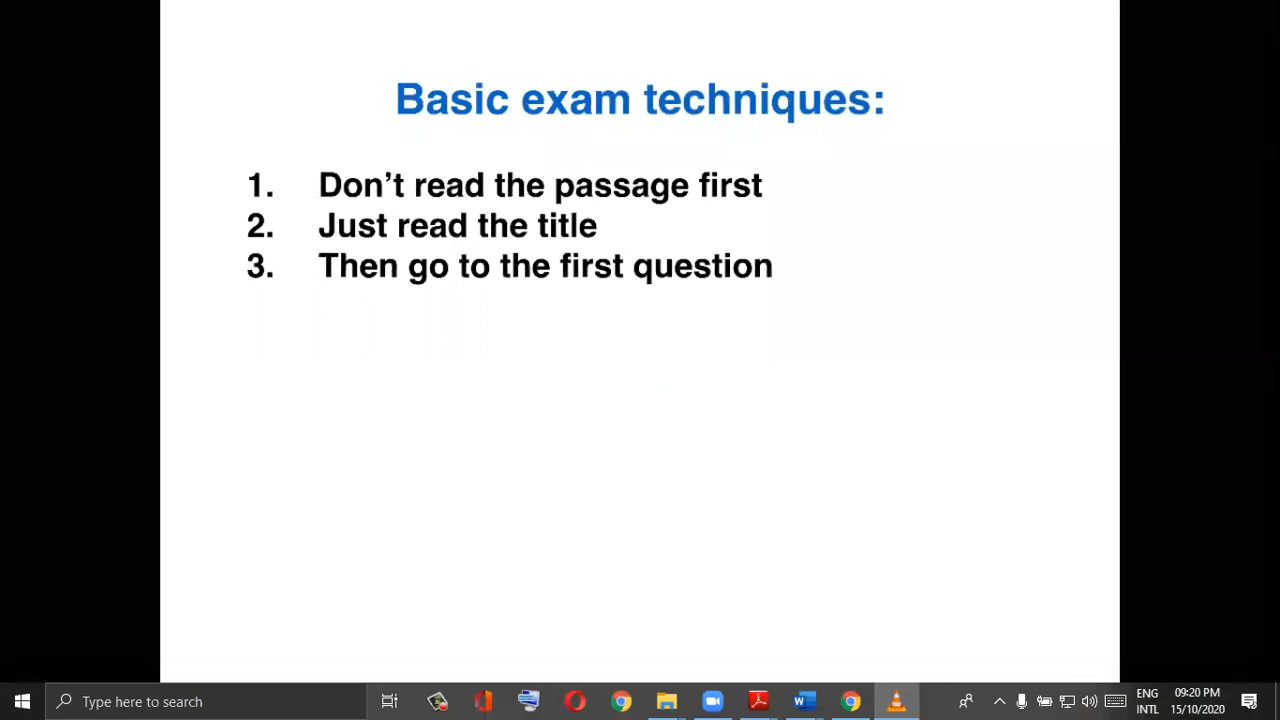 Basic exam techniques:
1. Don’t read the passage first
2. Just read the title
3. Then go to the first question
Type here to search
ENG
INTL
09:20 PM
15/10/2020